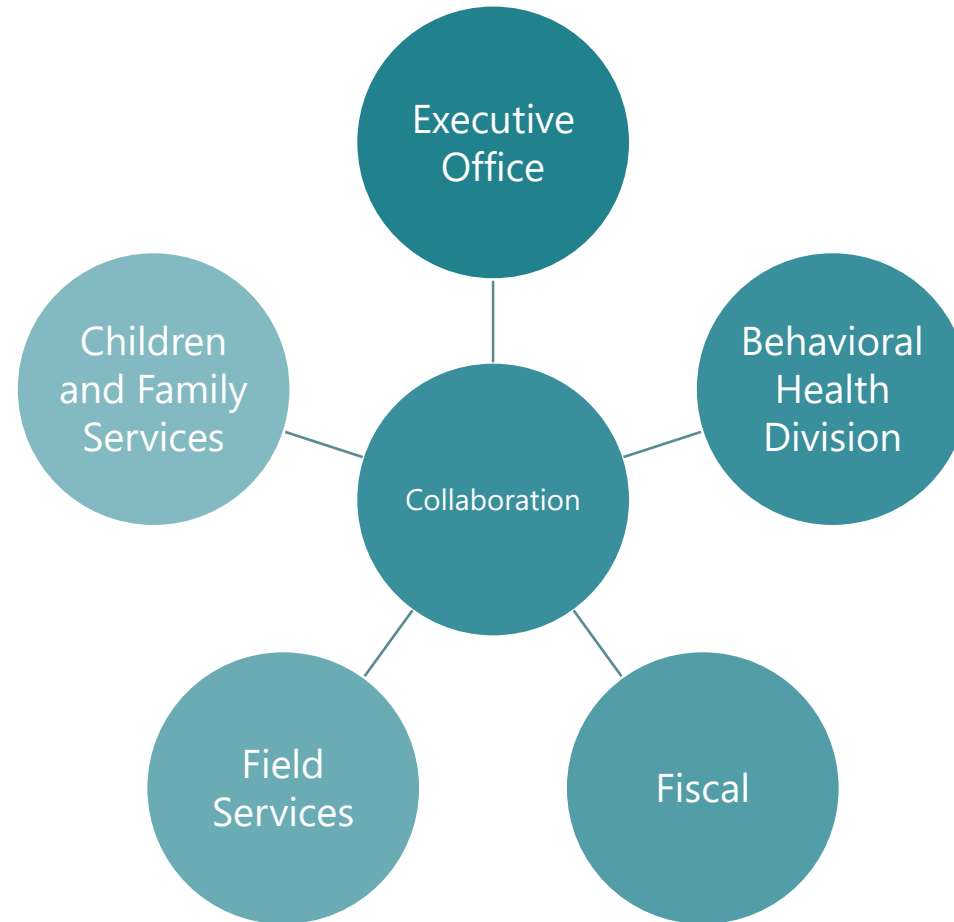 Executive
Office
Behavioral
Health
Division
Fiscal
Field
Services
Children
and Family
Services
Collaboration